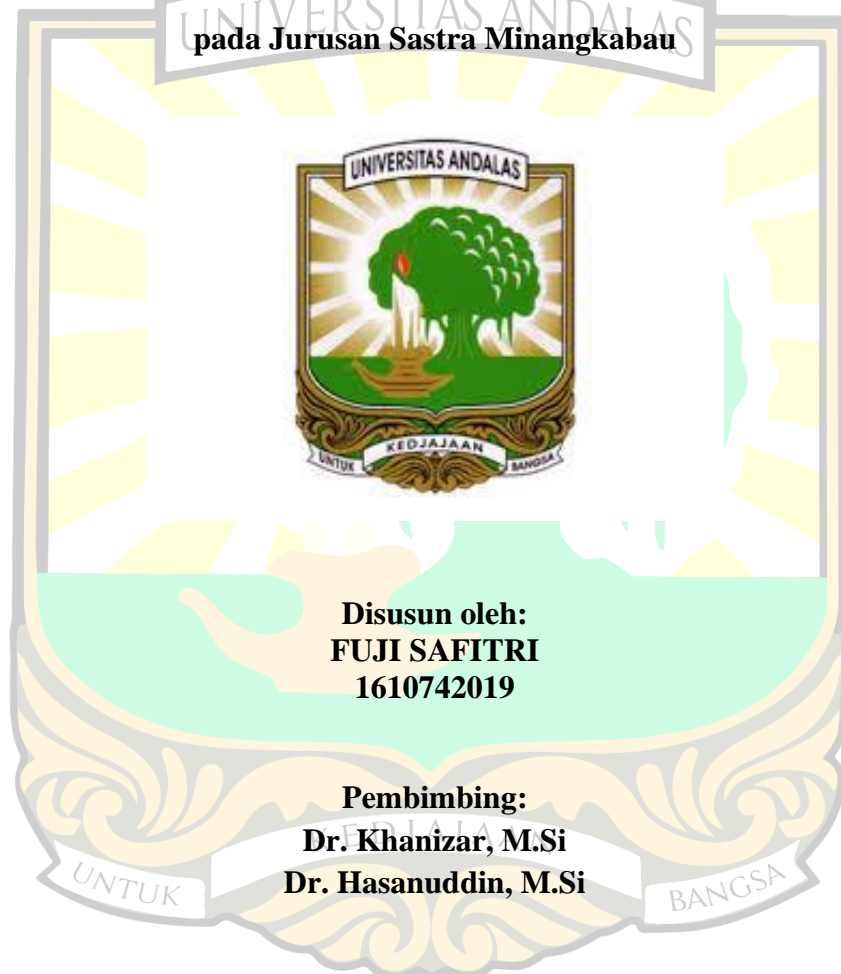 UNIVERSITAS ANDALAS
pada Jurusan Sastra Minangkabau
UNIVERSITAS ANDALAS
UNTUK KEDJAJAAN BANGSA
Disusun oleh:
FUJI SAFITRI
1610742019
Pembimbing:
KEDJAJAAN
Dr. Khanizar, M.Si
Dr. Hasanuddin, M.Si
UNTUK BANGSA